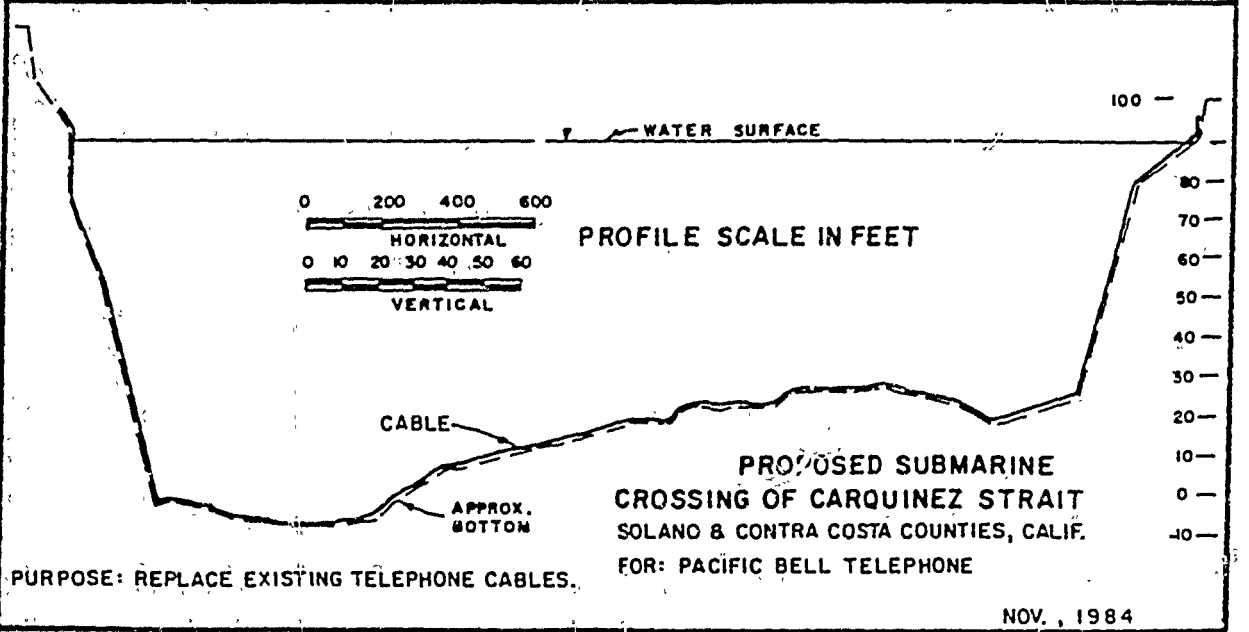 100 —
WATER SURFACE
80 —
0 200 400 600
HORIZONTAL
PROFILE SCALE IN FEET
70 —
0 10 20 30 40 50 60
60 —
VERTICAL
50 —
40 —
30 —
CABLE
20 —
PROPOSED SUBMARINE
10 —
CROSSING OF CARQUINEZ STRAIT
0 —
APPROX.
BOTTOM
SOLANO & CONTRA COSTA COUNTIES, CALIF.
-10 —
FOR: PACIFIC BELL TELEPHONE
PURPOSE: REPLACE EXISTING TELEPHONE CABLES.
NOV., 1984